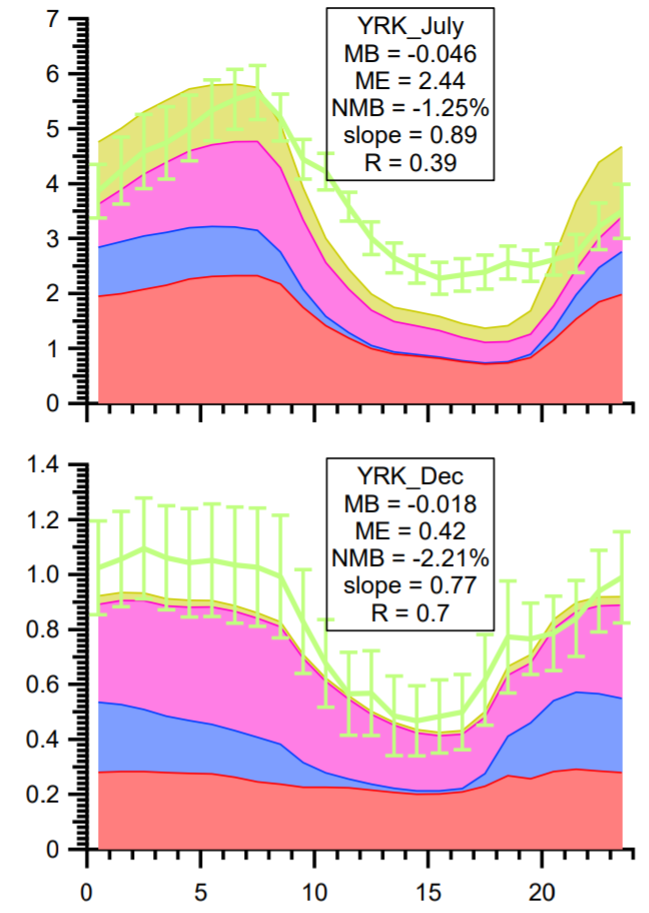 7
6
5
4
3
2
1
0
YRK_July
MB = -0.046
ME = 2.44
NMB = -1.25%
slope = 0.89
R = 0.39
1.4
1.2
1.0
0.8
0.6
0.4
0.2
0
YRK_Dec
MB = -0.018
ME = 0.42
NMB = -2.21%
slope = 0.77
R = 0.7
0 5 10 15 20